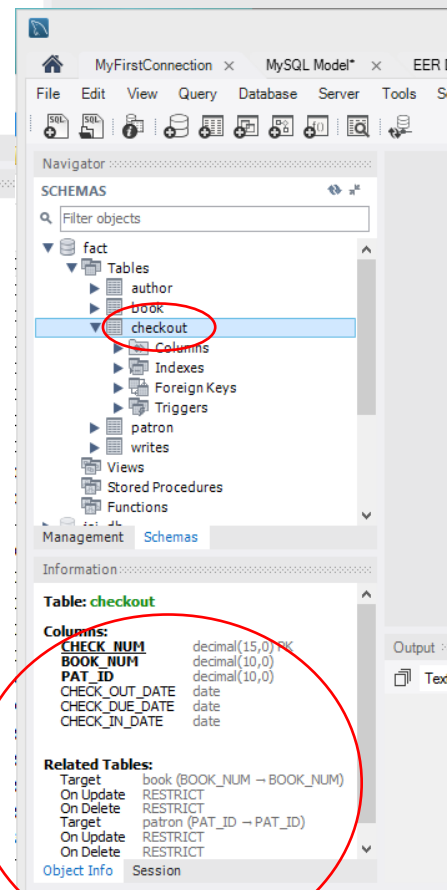 MyFirstConnection × MySQL Model* × EER
File Edit View Query Database Server Tools
Navigator
SCHEMAS
Filter objects
fact
Tables
author
book
checkout
Columns
Indexes
Foreign Keys
Triggers
patron
writes
Views
Stored Procedures
Functions
Management Schemas
Information
Table: checkout
Columns:
CHECK_NUM decimal(15,0) PK
BOOK_NUM decimal(10,0)
PAT_ID decimal(10,0)
CHECK_OUT_DATE date
CHECK_DUE_DATE date
CHECK_IN_DATE date
Related Tables:
Target book (BOOK_NUM → BOOK_NUM)
On Update RESTRICT
On Delete RESTRICT
Target patron (PAT_ID → PAT_ID)
On Update RESTRICT
On Delete RESTRICT
Object Info Session
Output